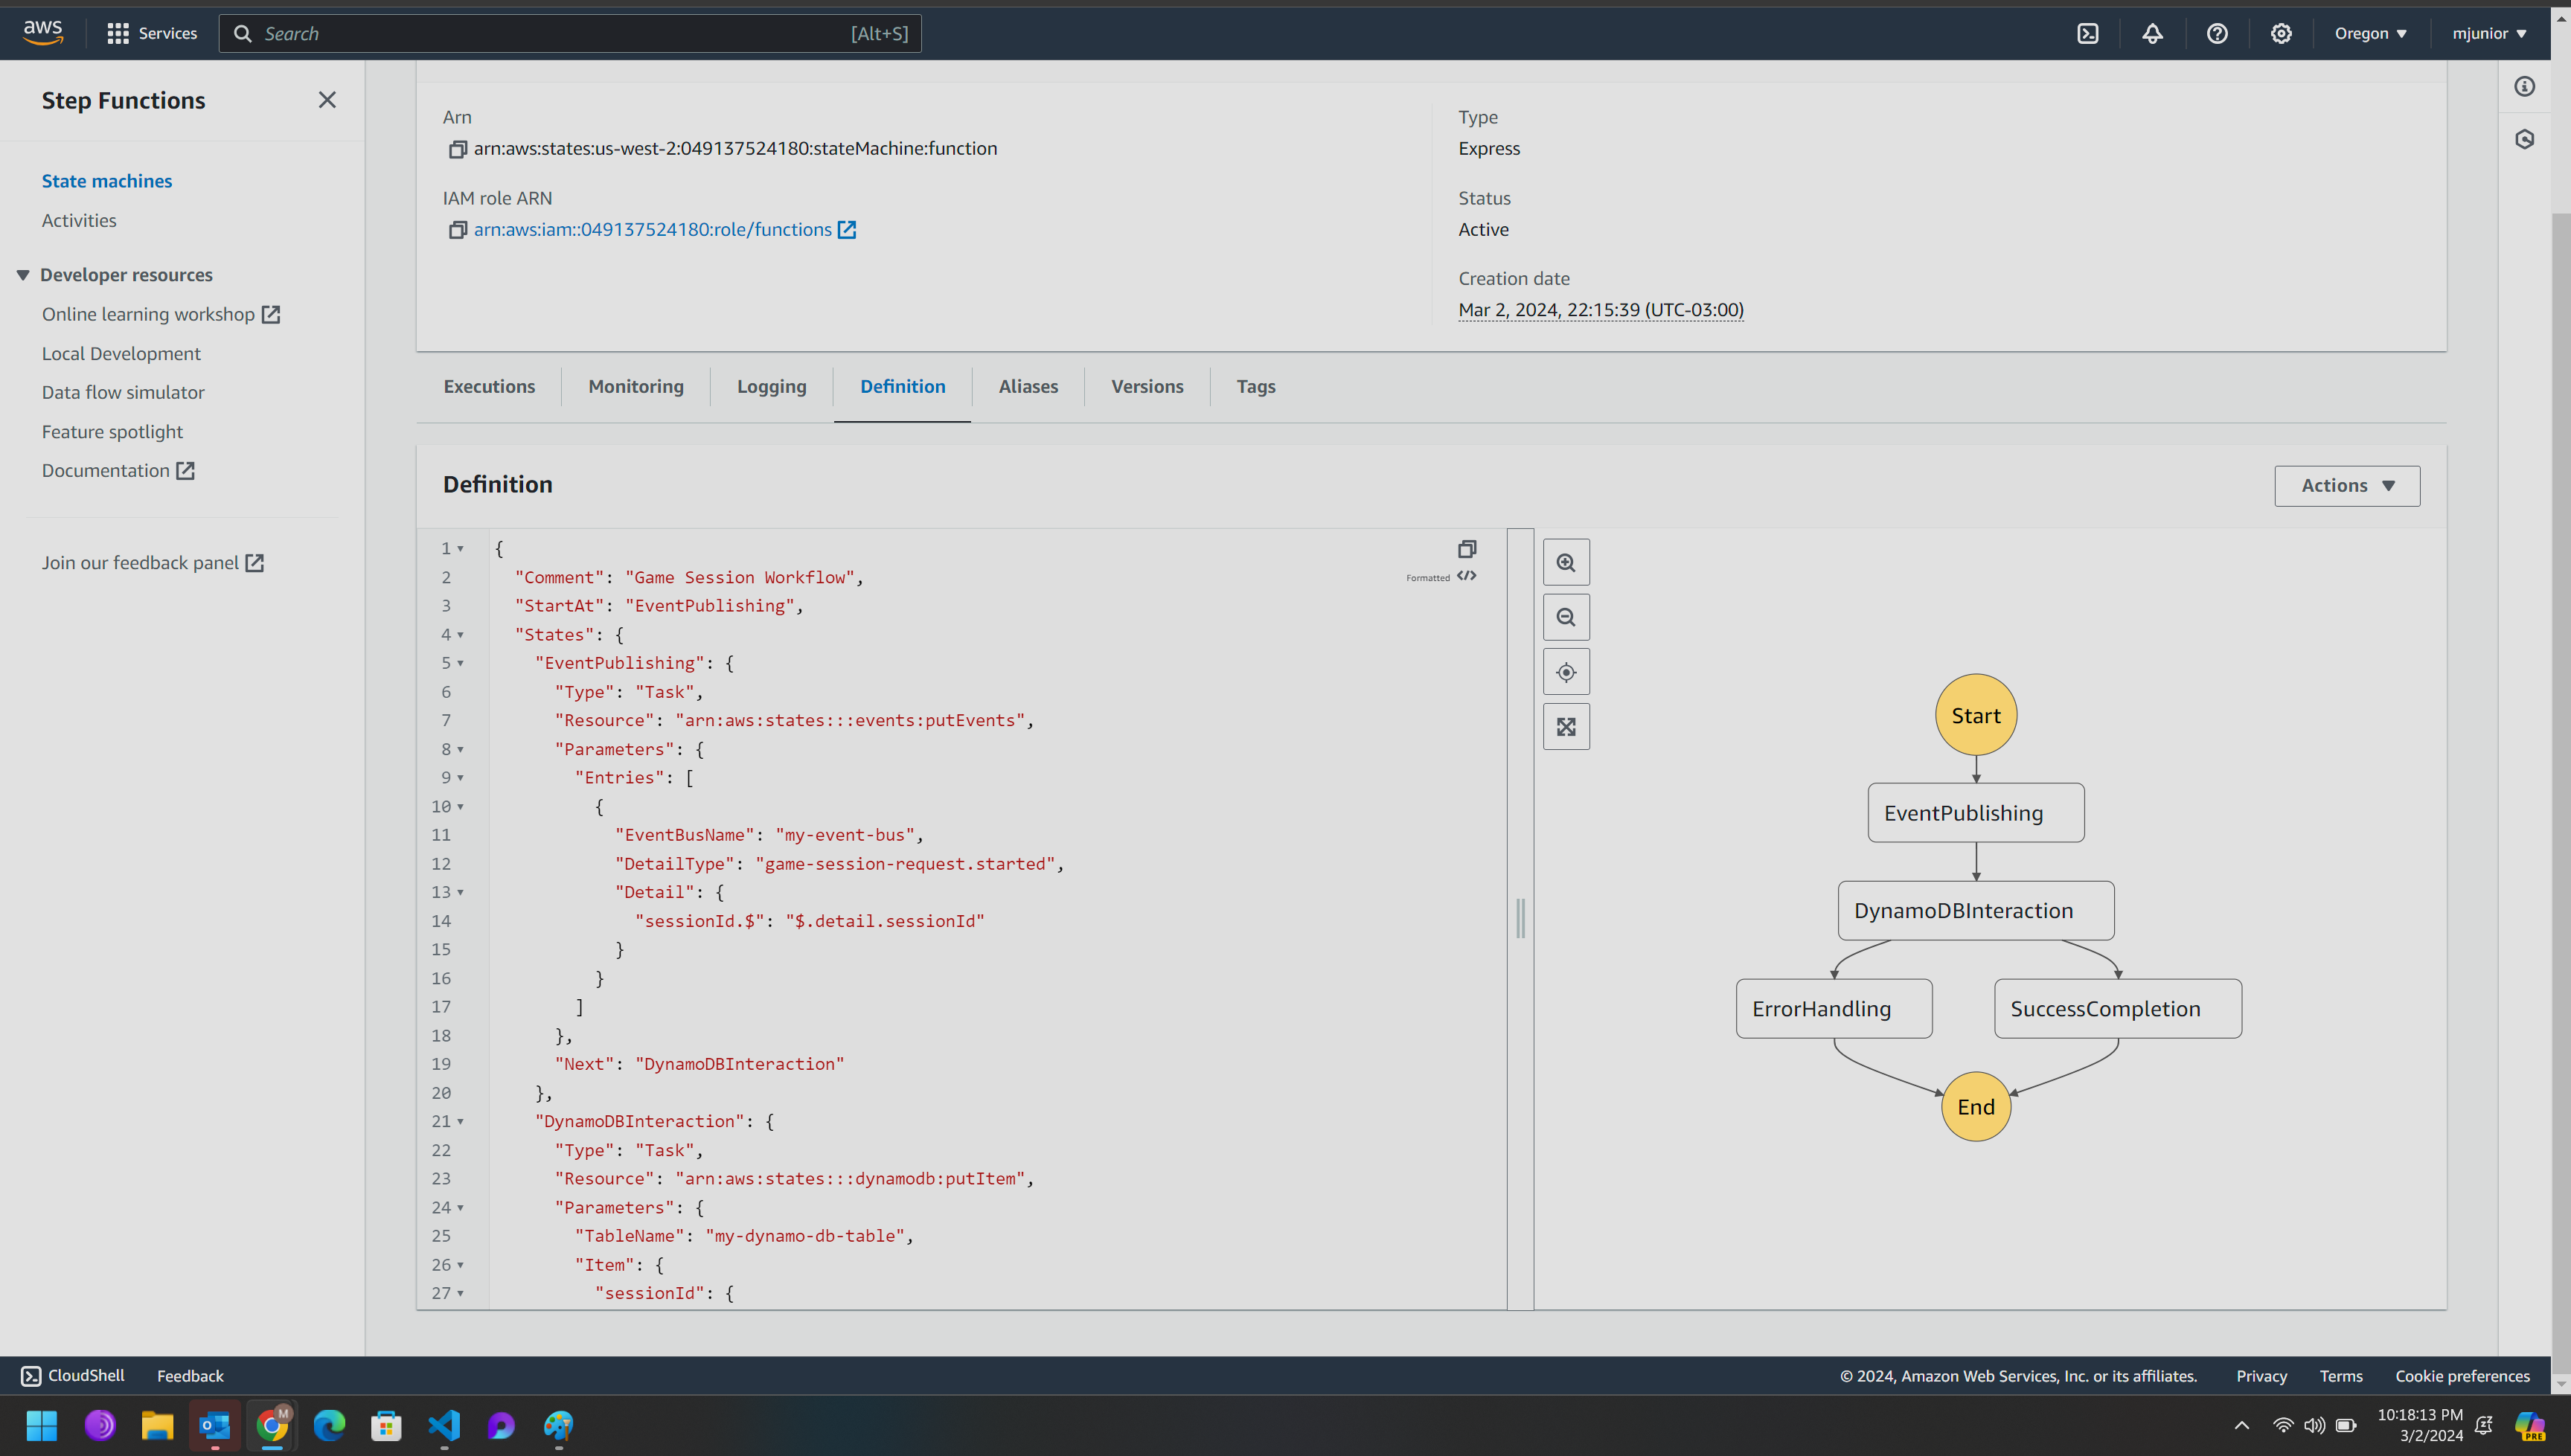 aws
Services
Search
[Alt+S]
Oregon ▼
mjunior ▼
Step Functions
State machines
Activities
Developer resources
Online learning workshop
Local Development
Data flow simulator
Feature spotlight
Documentation
Join our feedback panel
Arn
arn:aws:states:us-west-2:049137524180:stateMachine:function
IAM role ARN
arn:aws:iam::049137524180:role/functions
Type
Express
Status
Active
Creation date
Mar 2, 2024, 22:15:39 (UTC-03:00)
Executions
Monitoring
Logging
Definition
Aliases
Versions
Tags
Definition
Actions ▼
Formatted </>
1 {
2 "Comment": "Game Session Workflow",
3 "StartAt": "EventPublishing",
4 "States": {
5 "EventPublishing": {
6 "Type": "Task",
7 "Resource": "arn:aws:states:::events:putEvents",
8 "Parameters": {
9 "Entries": [
10 {
11 "EventBusName": "my-event-bus",
12 "DetailType": "game-session-request.started",
13 "Detail": {
14 "sessionId.$": "$.detail.sessionId"
15 }
16 }
17 ]
18 },
19 "Next": "DynamoDBInteraction"
20 },
21 "DynamoDBInteraction": {
22 "Type": "Task",
23 "Resource": "arn:aws:states:::dynamodb:putItem",
24 "Parameters": {
25 "TableName": "my-dynamo-db-table",
26 "Item": {
27 "sessionId": {
Start
EventPublishing
DynamoDBInteraction
ErrorHandling
SuccessCompletion
End
CloudShell
Feedback
© 2024, Amazon Web Services, Inc. or its affiliates.
Privacy
Terms
Cookie preferences
M
10:18:13 PM
3/2/2024
PRE